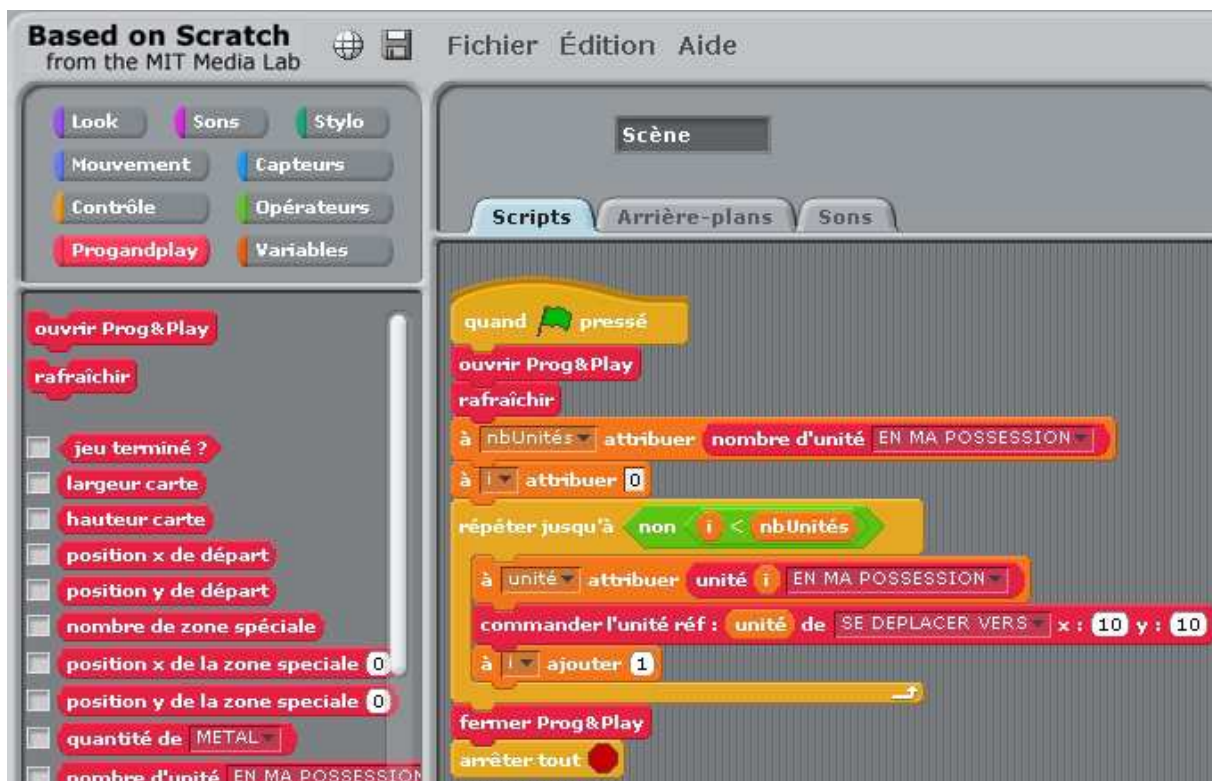 Based on Scratch
from the MIT Media Lab
Fichier Édition Aide
Look Sons Stylo
Mouvement Capteurs
Contrôle Opérateurs
Progandplay Variables
Scène
Scripts Arrière-plans Sons
ouvrir Prog&Play
rafraîchir
jeu terminé ?
largeur carte
hauteur carte
position x de départ
position y de départ
nombre de zone spéciale
position x de la zone speciale 0
position y de la zone speciale 0
quantité de METAL
nombre d'unité EN MA POSSESSION
quand pressé
ouvrir Prog&Play
rafraîchir
à nbUnités attribuer nombre d'unité EN MA POSSESSION
à i attribuer 0
répéter jusqu'à non i < nbUnités
à unité attribuer unité i EN MA POSSESSION
commander l'unité réf : unité de SE DEPLACER VERS x : 10 y : 10
à i ajouter 1
fermer Prog&Play
arrêter tout